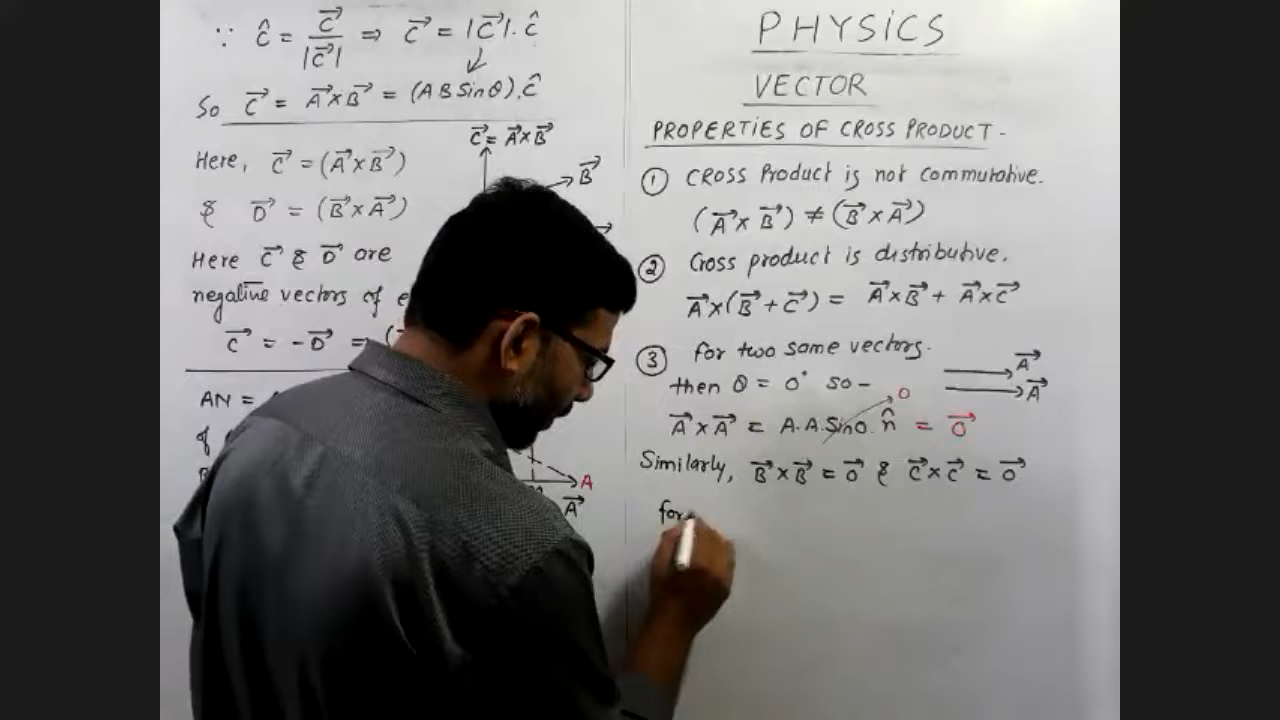 ∵ ĉ = C⃗/|C⃗| ⇒ C⃗ = |C⃗|. ĉ
So C⃗ = A⃗×B⃗ = (AB Sinθ).ĉ
Here, C⃗ = (A⃗×B⃗)
& D⃗ = (B⃗×A⃗)
Here C⃗ & D⃗ are
negative vectors of
C⃗ = -D⃗ = (
AN =
of
C⃗ = A⃗×B⃗
B⃗
A
A⃗
PHYSICS
VECTOR
PROPERTIES OF CROSS PRODUCT-
① CROSS Product is not commutative.
(A⃗× B⃗) ≠ (B⃗×A⃗)
② Cross product is distributive.
A⃗×(B⃗+C⃗) = A⃗×B⃗ + A⃗×C⃗
③ for two same vectors.
A⃗
then θ = 0° so-
A⃗
A⃗×A⃗ = A.A.Sin0.n̂ = 0⃗
0
Similarly, B⃗×B⃗ = 0⃗ & C⃗×C⃗ = 0⃗
for